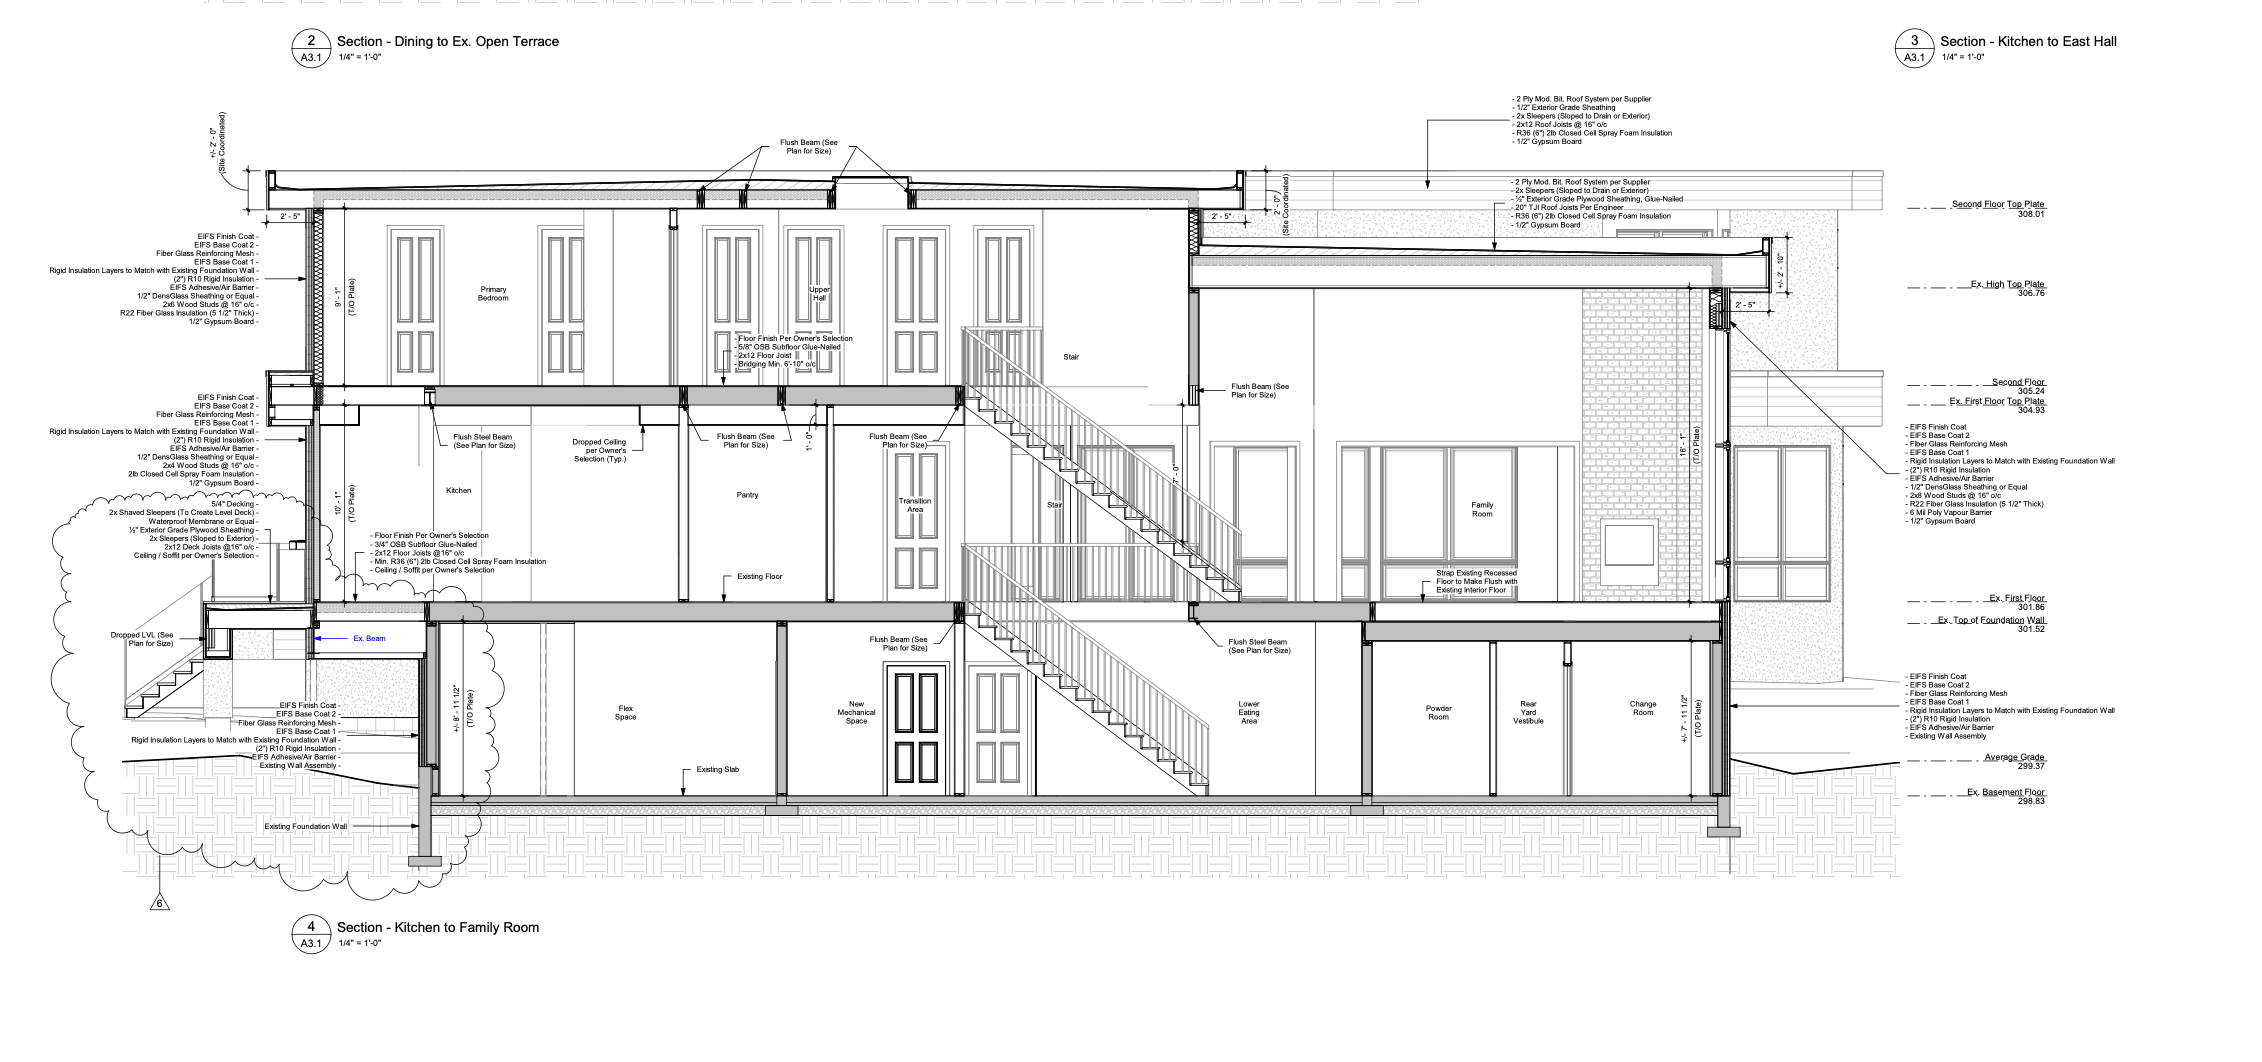 2
A3.1
Section - Dining to Ex. Open Terrace
1/4" = 1'-0"
3
A3.1
Section - Kitchen to East Hall
1/4" = 1'-0"
+/- 2' - 0"
(Site Coordinated)
Flush Beam (See
Plan for Size)
- 2 Ply Mod. Bit. Roof System per Supplier
- 1/2" Exterior Grade Sheathing
- 2x Sleepers (Sloped to Drain or Exterior)
- 2x12 Roof Joists @ 16" o/c
- R36 (6") 2lb Closed Cell Spray Foam Insulation
- 1/2" Gypsum Board
- 2 Ply Mod. Bit. Roof System per Supplier
- 2x Sleepers (Sloped to Drain or Exterior)
- ½" Exterior Grade Plywood Sheathing, Glue-Nailed
- 20" TJI Roof Joists Per Engineer
- R36 (6") 2lb Closed Cell Spray Foam Insulation
- 1/2" Gypsum Board
2' - 5"
2' - 5"
2' - 0"
(Site Coordinated)
+/- 2' - 10"
2' - 5"
Second Floor Top Plate
308.01
Ex. High Top Plate
306.76
Second Floor
305.24
Ex. First Floor Top Plate
304.93
EIFS Finish Coat -
EIFS Base Coat 2 -
Fiber Glass Reinforcing Mesh -
EIFS Base Coat 1 -
Rigid Insulation Layers to Match with Existing Foundation Wall -
(2") R10 Rigid Insulation -
EIFS Adhesive/Air Barrier -
1/2" DensGlass Sheathing or Equal -
2x6 Wood Studs @ 16" o/c -
R22 Fiber Glass Insulation (5 1/2" Thick) -
1/2" Gypsum Board -
9' - 1"
(T/O Plate)
Primary
Bedroom
Upper
Hall
- Floor Finish Per Owner's Selection
- 5/8" OSB Subfloor Glue-Nailed
- 2x12 Floor Joist
- Bridging Min. 6'-10" o/c
Stair
Flush Beam (See
Plan for Size)
EIFS Finish Coat -
EIFS Base Coat 2 -
Fiber Glass Reinforcing Mesh -
EIFS Base Coat 1 -
Rigid Insulation Layers to Match with Existing Foundation Wall -
(2") R10 Rigid Insulation -
EIFS Adhesive/Air Barrier -
1/2" DensGlass Sheathing or Equal -
2x4 Wood Studs @ 16" o/c -
2lb Closed Cell Spray Foam Insulation -
1/2" Gypsum Board -
Flush Steel Beam
(See Plan for Size)
Dropped Ceiling
per Owner's
Selection (Typ.)
Flush Beam (See
Plan for Size)
1' - 0"
Flush Beam (See
Plan for Size)
16' - 1"
(T/O Plate)
- EIFS Finish Coat
- EIFS Base Coat 2
- Fiber Glass Reinforcing Mesh
- EIFS Base Coat 1
- Rigid Insulation Layers to Match with Existing Foundation Wall
- (2") R10 Rigid Insulation
- EIFS Adhesive/Air Barrier
- 1/2" DensGlass Sheathing or Equal
- 2x8 Wood Studs @ 16" o/c
- R22 Fiber Glass Insulation (5 1/2" Thick)
- 6 Mil Poly Vapour Barrier
- 1/2" Gypsum Board
10' - 1"
(T/O Plate)
Kitchen
Pantry
Transition
Area
Stair
7' - 0"
Family
Room
5/4" Decking -
2x Shaved Sleepers (To Create Level Deck) -
Waterproof Membrane or Equal -
½" Exterior Grade Plywood Sheathing -
2x Sleepers (Sloped to Exterior) -
2x12 Deck Joists @16" o/c -
Ceiling / Soffit per Owner's Selection -
- Floor Finish Per Owner's Selection
- 3/4" OSB Subflour Glue-Nailed
- 2x12 Floor Joists @16" o/c
- Min. R36 (6") 2lb Closed Cell Spray Foam Insulation
- Ceiling / Soffit per Owner's Selection
Existing Floor
Strap Existing Recessed
Floor to Make Flush with
Existing Interior Floor
Ex. First Floor
301.86
Ex. Top of Foundation Wall
301.52
Dropped LVL (See
Plan for Size)
Ex. Beam
Flush Beam (See
Plan for Size)
Flush Steel Beam
(See Plan for Size)
+/- 8' - 11 1/2"
(T/O Plate)
Flex
Space
New
Mechanical
Space
Lower
Eating
Area
Powder
Room
Rear
Yard
Vestibule
Change
Room
+/- 7' - 11 1/2"
(T/O Plate)
- EIFS Finish Coat
- EIFS Base Coat 2
- Fiber Glass Reinforcing Mesh
- EIFS Base Coat 1
- Rigid Insulation Layers to Match with Existing Foundation Wall
- (2") R10 Rigid Insulation
- EIFS Adhesive/Air Barrier
- Existing Wall Assembly
EIFS Finish Coat -
EIFS Base Coat 2 -
Fiber Glass Reinforcing Mesh -
EIFS Base Coat 1 -
Rigid Insulation Layers to Match with Existing Foundation Wall -
(2") R10 Rigid Insulation -
EIFS Adhesive/Air Barrier -
Existing Wall Assembly -
Existing Slab
Average Grade
299.37
Ex. Basement Floor
298.83
Existing Foundation Wall
6
4
A3.1
Section - Kitchen to Family Room
1/4" = 1'-0"